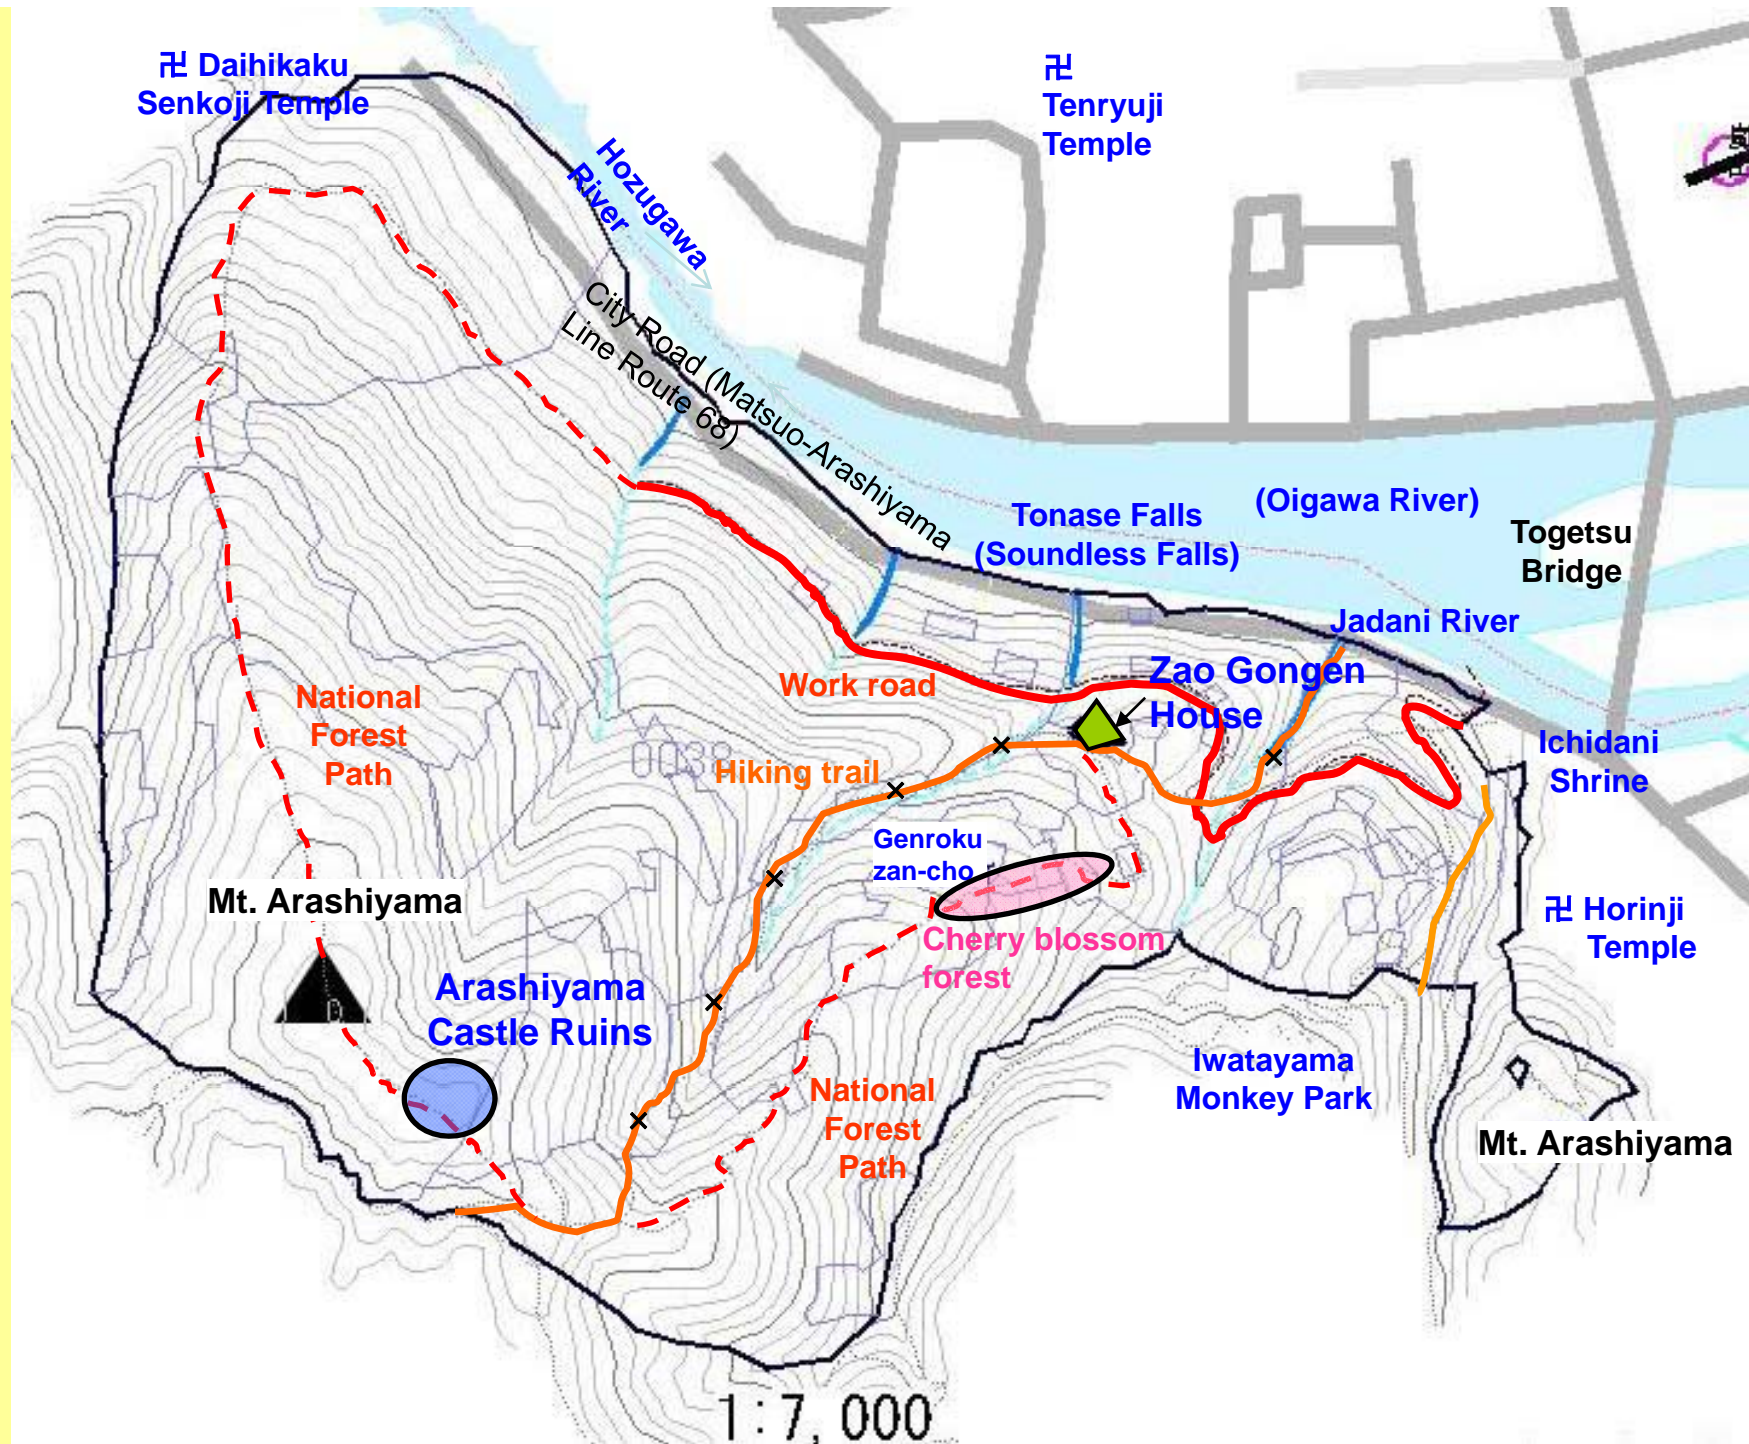 卍 Daihikaku
Senkoji Temple
卍
Tenryuji
Temple
Hozugawa
River
City Road (Matsuo-Arashiyama
Line Route 68)
(Oigawa River)
Tonase Falls
(Soundless Falls)
Togetsu
Bridge
Jadani River
Zao Gongen
House
Work road
National
Forest
Path
Ichidani
Shrine
Hiking trail
Genroku
zan-cho
Mt. Arashiyama
卍 Horinji
Temple
Cherry blossom
forest
Arashiyama
Castle Ruins
Iwatayama
Monkey Park
National
Forest
Path
Mt. Arashiyama
1:7,000